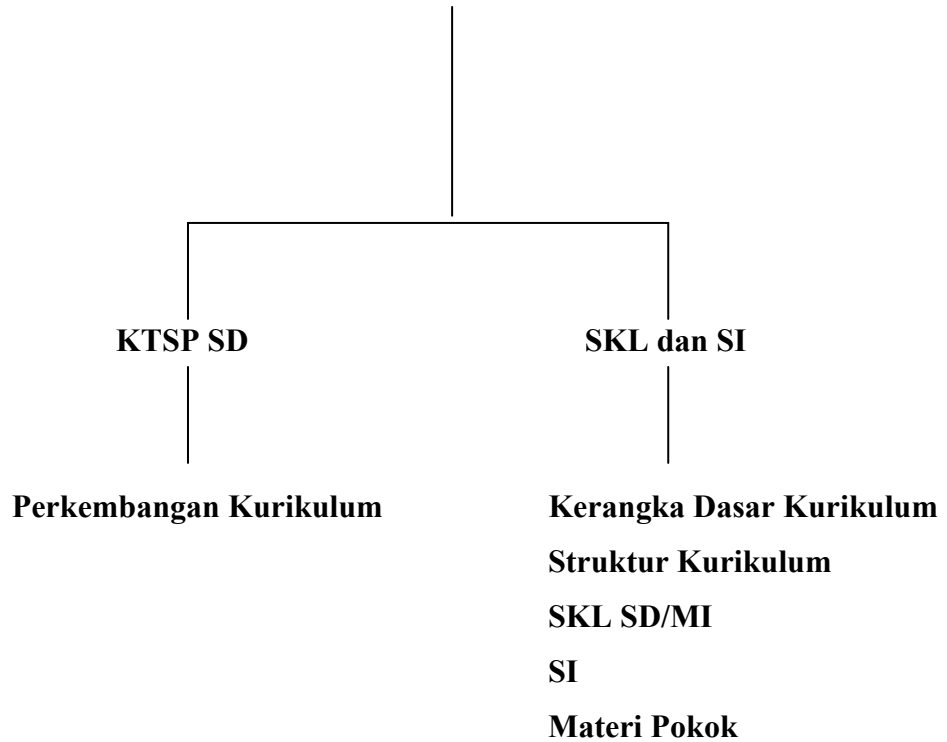 KTSP SD
SKL dan SI
Perkembangan Kurikulum
Kerangka Dasar Kurikulum
Struktur Kurikulum
SKL SD/MI
SI
Materi Pokok